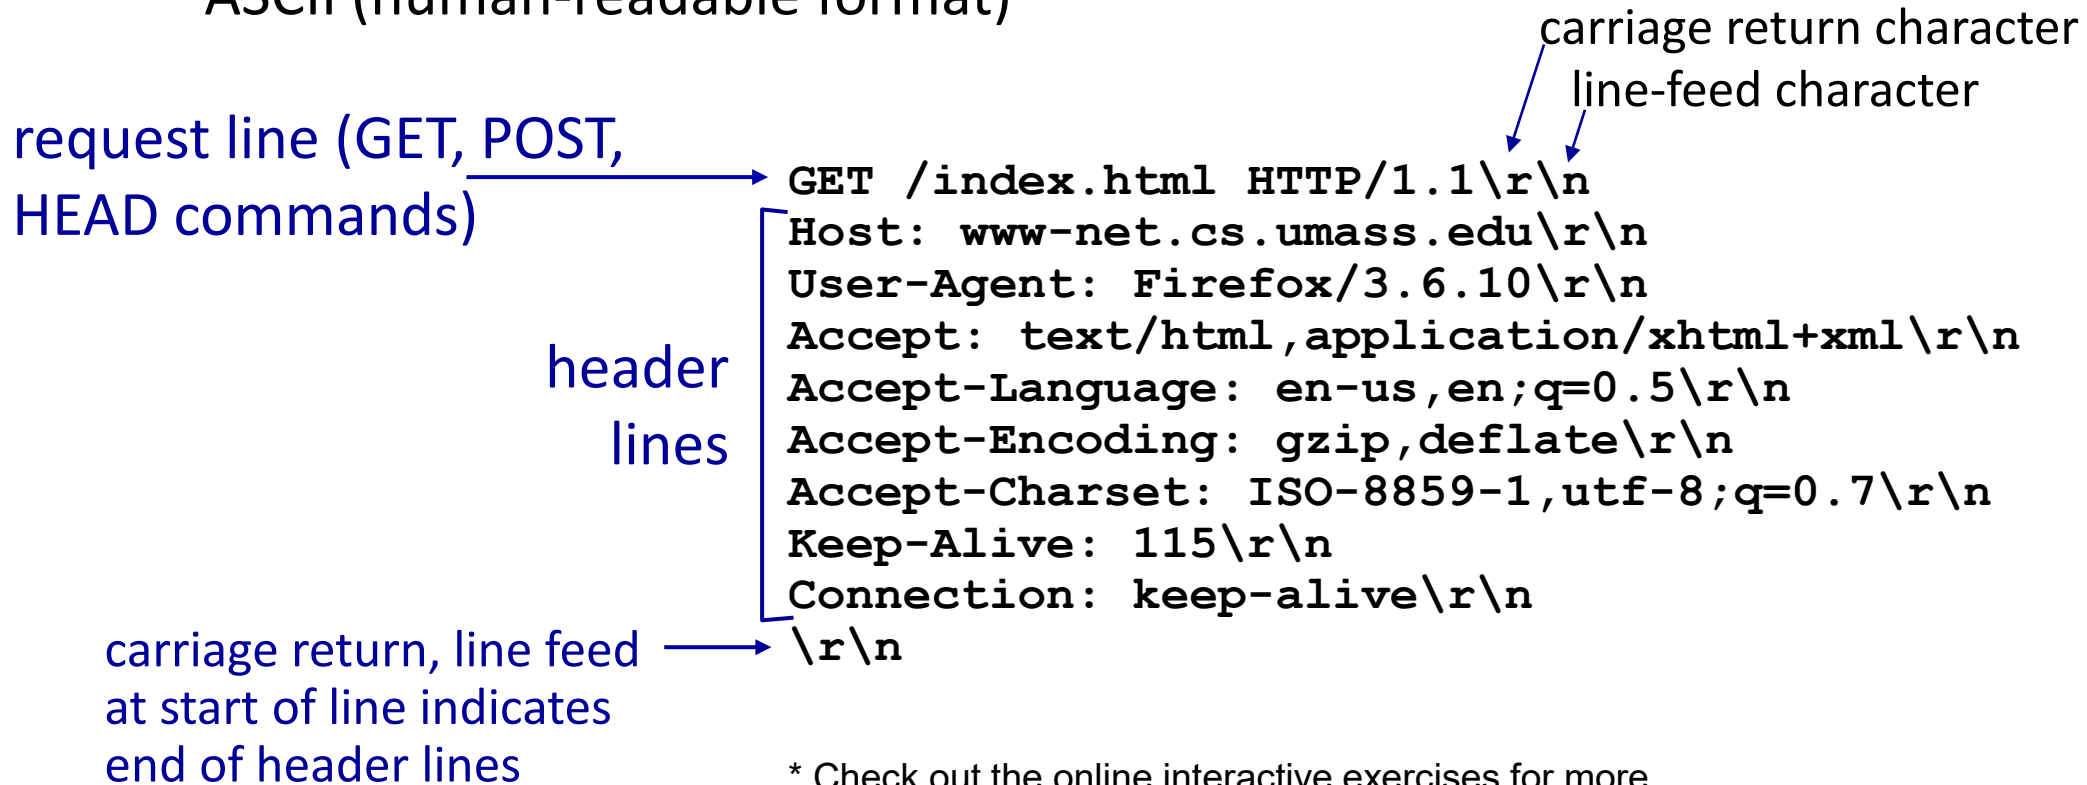 ASCII (human-readable format)
carriage return character
line-feed character
request line (GET, POST,
HEAD commands)
GET /index.html HTTP/1.1\r\n
Host: www-net.cs.umass.edu\r\n
User-Agent: Firefox/3.6.10\r\n
Accept: text/html,application/xhtml+xml\r\n
Accept-Language: en-us,en;q=0.5\r\n
Accept-Encoding: gzip,deflate\r\n
Accept-Charset: ISO-8859-1,utf-8;q=0.7\r\n
Keep-Alive: 115\r\n
Connection: keep-alive\r\n
\r\n
header
lines
carriage return, line feed
at start of line indicates
end of header lines
* Check out the online interactive exercises for more